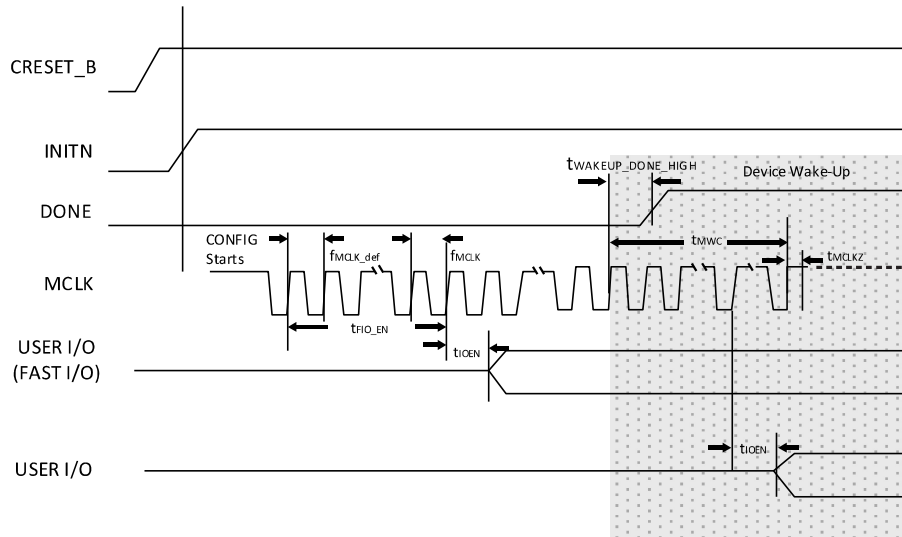 CRESET_B
INITN
tWAKEUP_DONE_HIGH
Device Wake-Up
DONE
CONFIG
Starts
fMCLK_def
fMCLK
tMWC
tMCLKZ
MCLK
tFIO_EN
USER I/O
(FAST I/O)
tIOEN
USER I/O
tIOEN